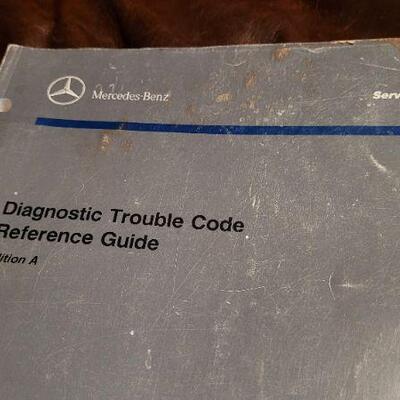 Mercedes-Benz
Serv
Diagnostic Trouble Code
Reference Guide
ition A